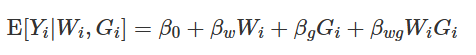 E[Y_i|W_i, G_i] = β_0 + β_w W_i + β_g G_i + β_{wg} W_i G_i